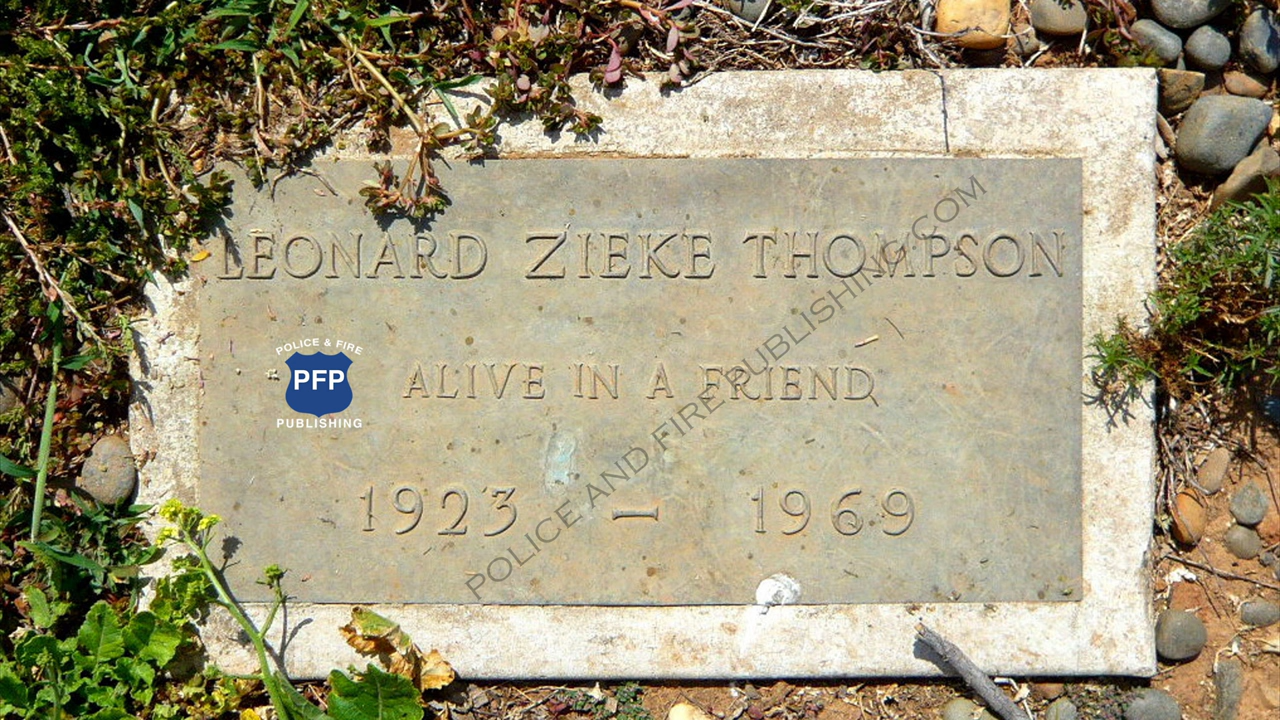 LEONARD ZIEKE THOMPSON
POLICE & FIRE
PFP
PUBLISHING
ALIVE IN A FRIEND
1923 — 1969
POLICE AND FIRE PUBLISHING.COM